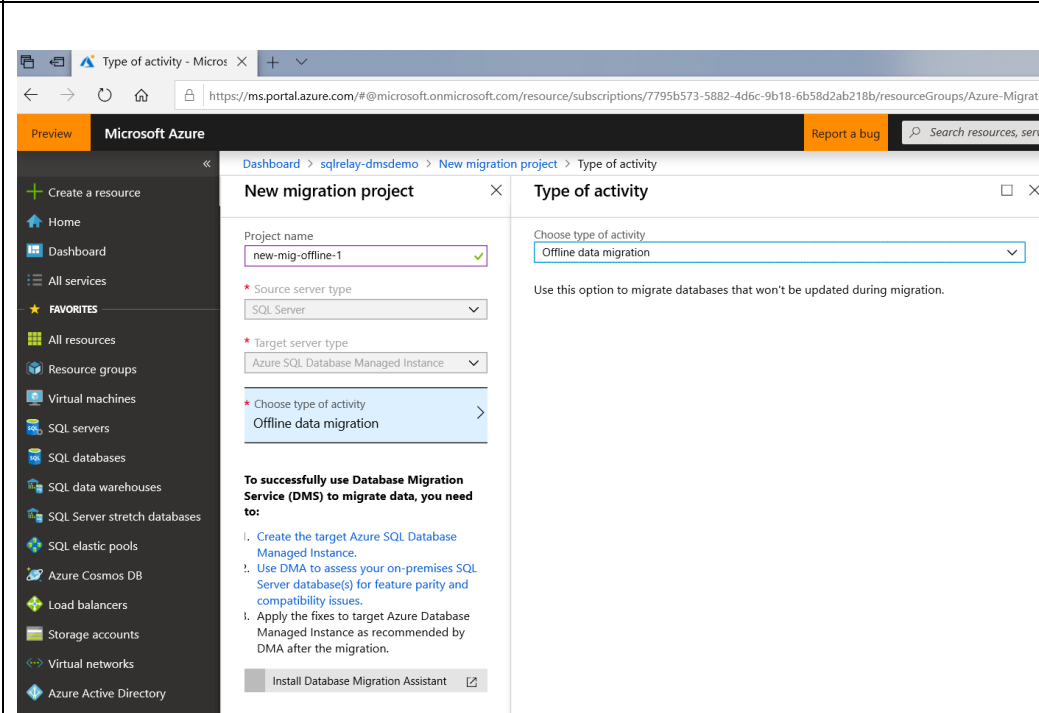 Type of activity - Micros
https://ms.portal.azure.com/#@microsoft.onmicrosoft.com/resource/subscriptions/7795b573-5882-4d6c-9b18-6b58d2ab218b/resourceGroups/Azure-Migrat
Preview
Microsoft Azure
Report a bug
Search resources, serv
Dashboard > sqlrelay-dmsdemo > New migration project > Type of activity
Create a resource
Home
Dashboard
All services
FAVORITES
All resources
Resource groups
Virtual machines
SQL servers
SQL databases
SQL data warehouses
SQL Server stretch databases
SQL elastic pools
Azure Cosmos DB
Load balancers
Storage accounts
Virtual networks
Azure Active Directory
New migration project
Project name
new-mig-offline-1
* Source server type
SQL Server
* Target server type
Azure SQL Database Managed Instance
* Choose type of activity
Offline data migration
To successfully use Database Migration
Service (DMS) to migrate data, you need
to:
1. Create the target Azure SQL Database
Managed Instance.
2. Use DMA to assess your on-premises SQL
Server database(s) for feature parity and
compatibility issues.
3. Apply the fixes to target Azure Database
Managed Instance as recommended by
DMA after the migration.
Install Database Migration Assistant
Type of activity
Choose type of activity
Offline data migration
Use this option to migrate databases that won't be updated during migration.